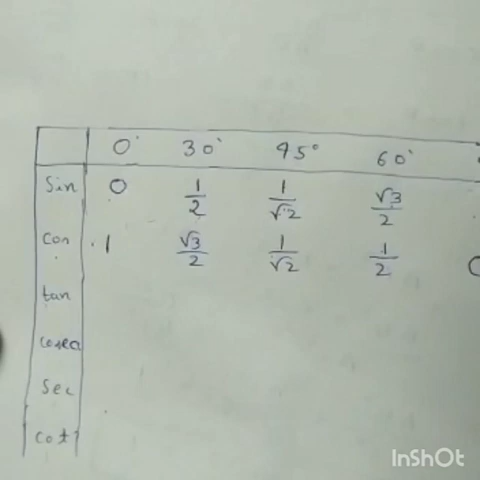 0° 30° 45° 60°
Sin 0 1/2 1/√2 √3/2
Cos 1 √3/2 1/√2 1/2
tan
cosec
Sec
cot
InShOt